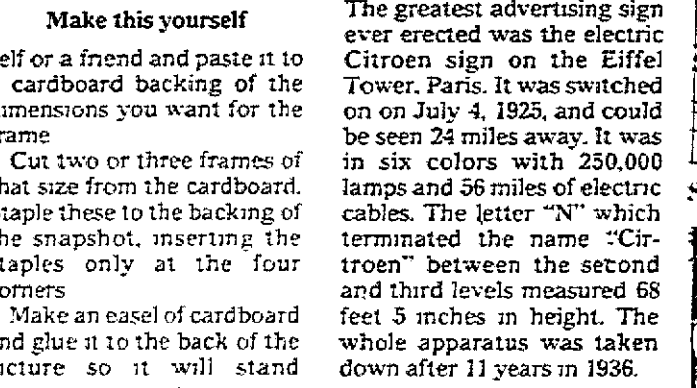 Make this yourself
elf or a friend and paste it to
cardboard backing of the
imensions you want for the
rame
Cut two or three frames of
hat size from the cardboard.
taple these to the backing of
he snapshot, inserting the
taples only at the four
orners
Make an easel of cardboard
nd glue it to the back of the
icture so it will stand
The greatest advertising sign
ever erected was the electric
Citroen sign on the Eiffel
Tower, Paris. It was switched
on on July 4, 1925, and could
be seen 24 miles away. It was
in six colors with 250,000
lamps and 56 miles of electric
cables. The letter "N" which
terminated the name "Cir-
troen" between the second
and third levels measured 68
feet 5 inches in height. The
whole apparatus was taken
down after 11 years in 1936.